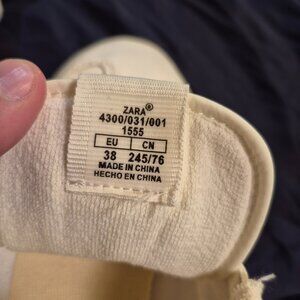 ZARA®
4300/031/001
1555
EU CN
38 245/76
MADE IN CHINA
HECHO EN CHINA